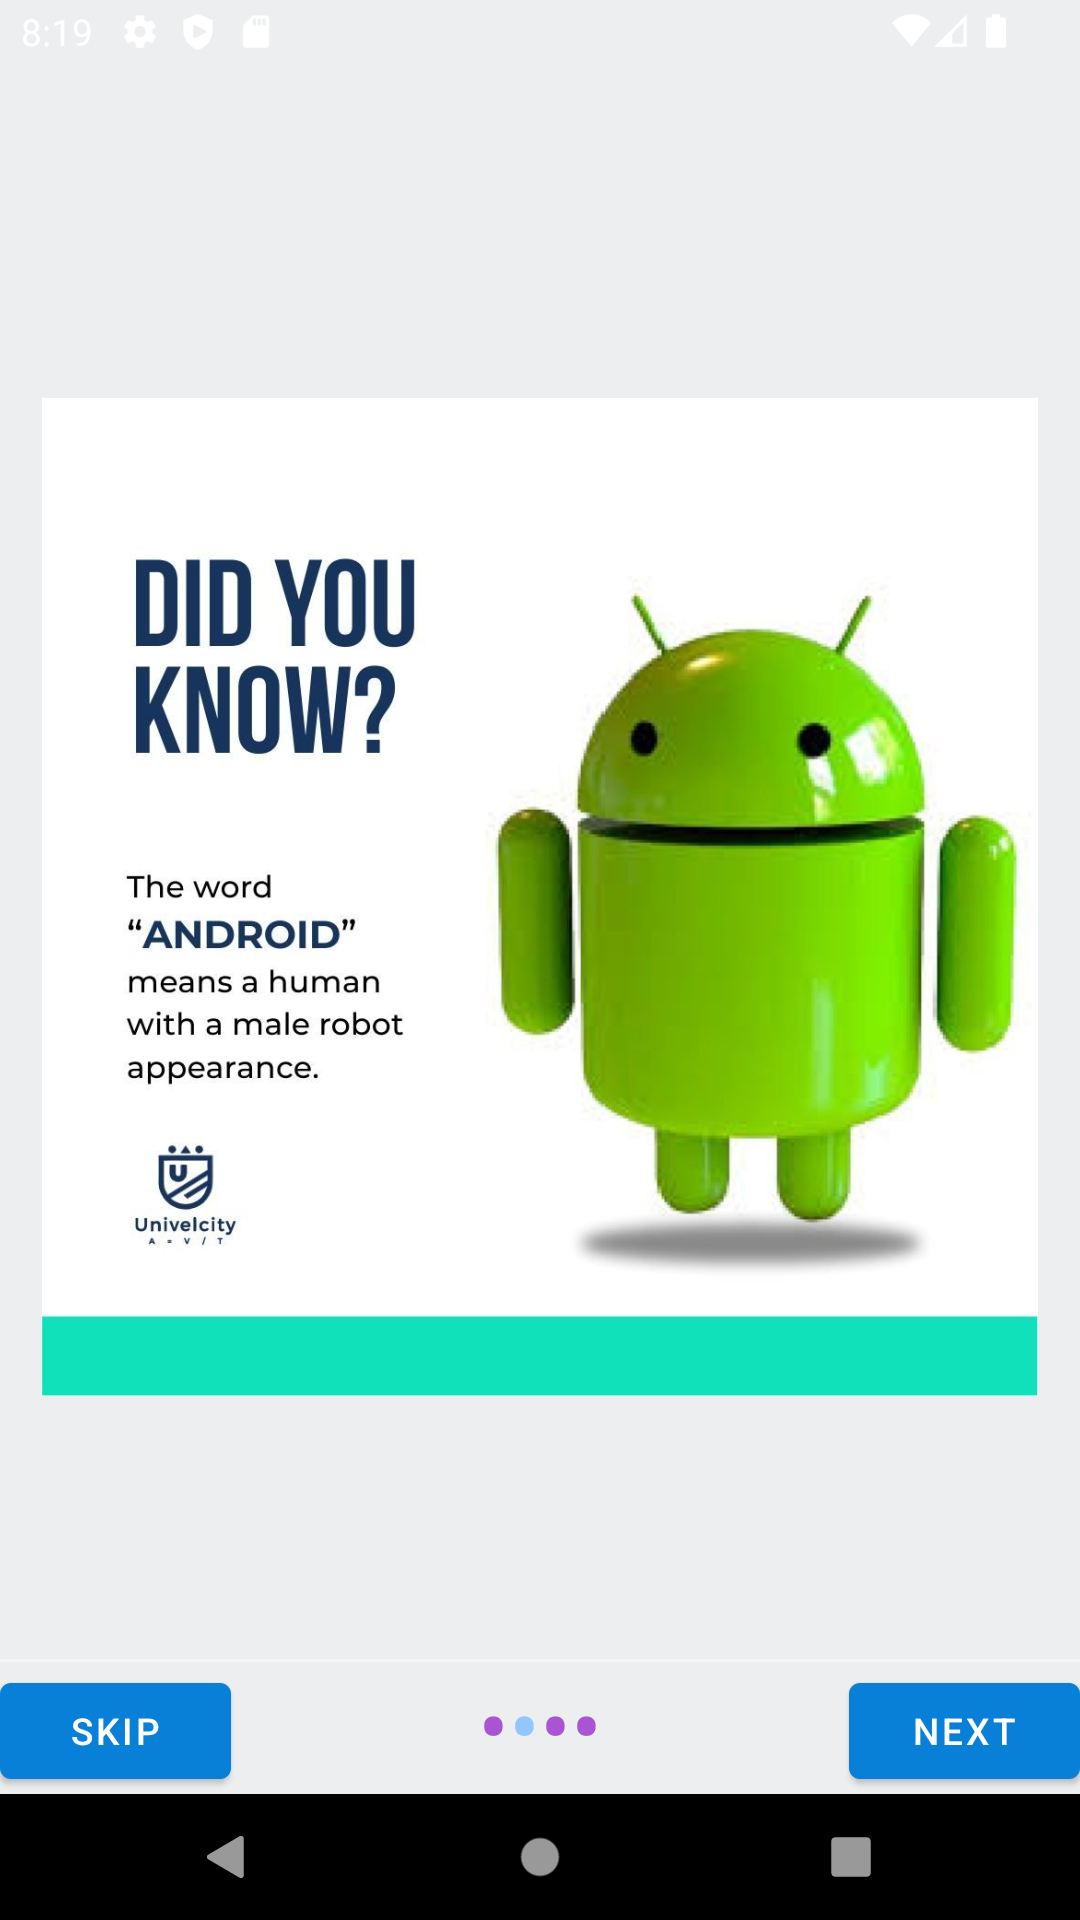 8:19
DID YOU
KNOW?
The word
“ANDROID”
means a human
with a male robot
appearance.
U
Univelcity
A = V / T
SKIP
NEXT